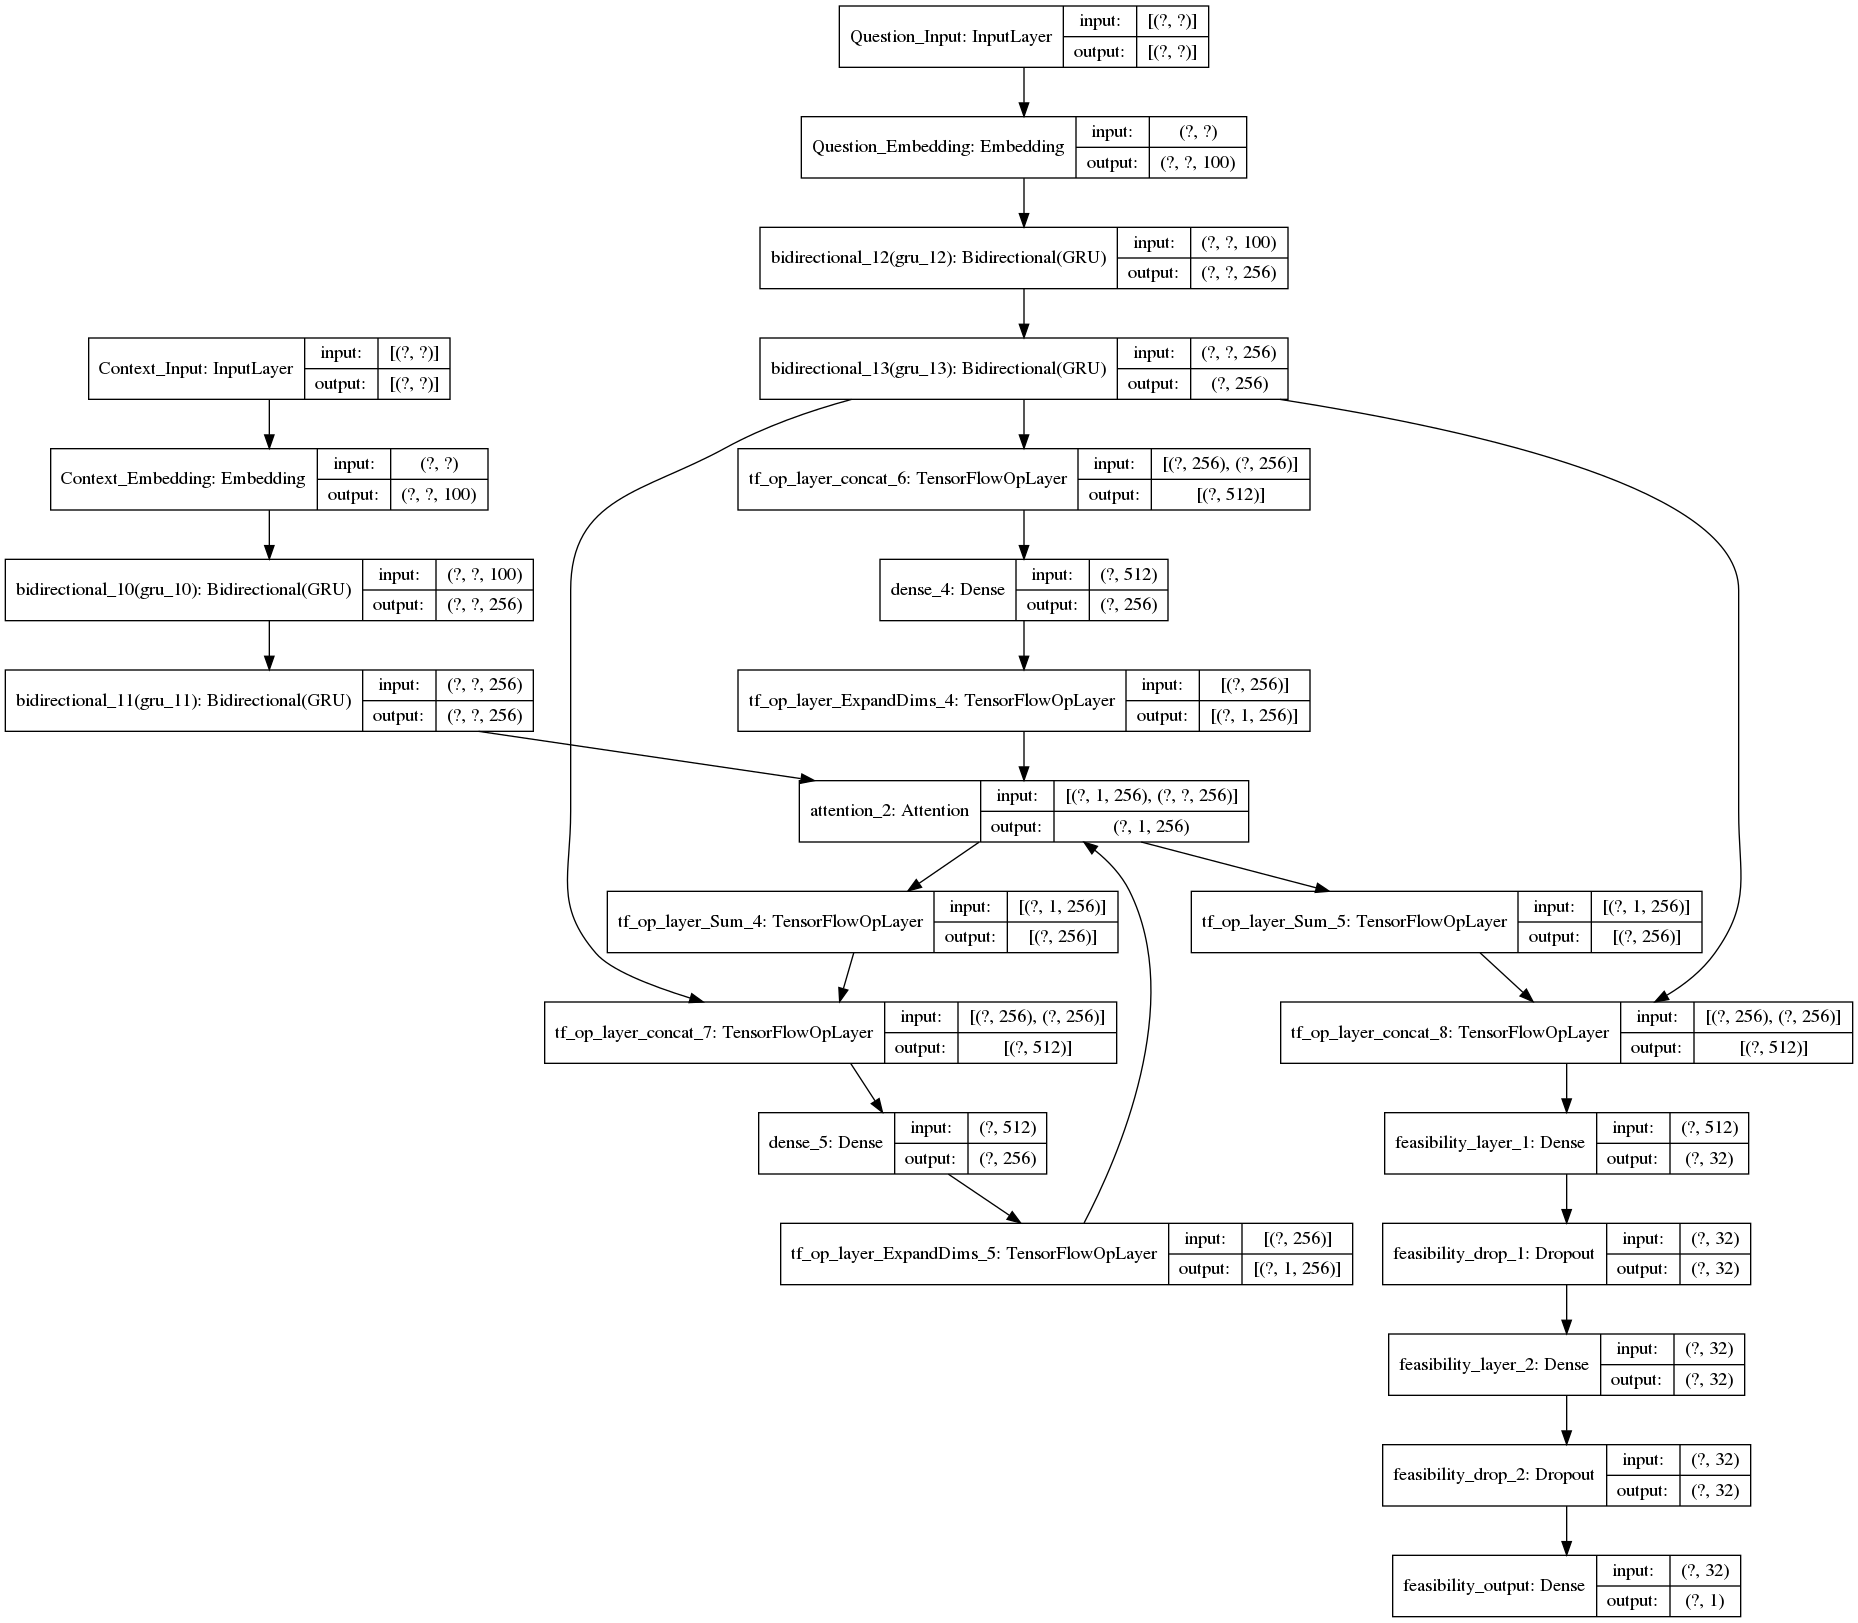 Question_Input: InputLayer
input: [(?, ?)]
output: [(?, ?)]
Question_Embedding: Embedding
input: (?, ?)
output: (?, ?, 100)
bidirectional_12(gru_12): Bidirectional(GRU)
input: (?, ?, 100)
output: (?, ?, 256)
Context_Input: InputLayer
input: [(?, ?)]
output: [(?, ?)]
bidirectional_13(gru_13): Bidirectional(GRU)
input: (?, ?, 256)
output: (?, 256)
Context_Embedding: Embedding
input: (?, ?)
output: (?, ?, 100)
tf_op_layer_concat_6: TensorFlowOpLayer
input: [(?, 256), (?, 256)]
output: [(?, 512)]
bidirectional_10(gru_10): Bidirectional(GRU)
input: (?, ?, 100)
output: (?, ?, 256)
dense_4: Dense
input: (?, 512)
output: (?, 256)
bidirectional_11(gru_11): Bidirectional(GRU)
input: (?, ?, 256)
output: (?, ?, 256)
tf_op_layer_ExpandDims_4: TensorFlowOpLayer
input: [(?, 256)]
output: [(?, 1, 256)]
attention_2: Attention
input: [(?, 1, 256), (?, ?, 256)]
output: (?, 1, 256)
tf_op_layer_Sum_4: TensorFlowOpLayer
input: [(?, 1, 256)]
output: [(?, 256)]
tf_op_layer_Sum_5: TensorFlowOpLayer
input: [(?, 1, 256)]
output: [(?, 256)]
tf_op_layer_concat_7: TensorFlowOpLayer
input: [(?, 256), (?, 256)]
output: [(?, 512)]
tf_op_layer_concat_8: TensorFlowOpLayer
input: [(?, 256), (?, 256)]
output: [(?, 512)]
dense_5: Dense
input: (?, 512)
output: (?, 256)
feasibility_layer_1: Dense
input: (?, 512)
output: (?, 32)
tf_op_layer_ExpandDims_5: TensorFlowOpLayer
input: [(?, 256)]
output: [(?, 1, 256)]
feasibility_drop_1: Dropout
input: (?, 32)
output: (?, 32)
feasibility_layer_2: Dense
input: (?, 32)
output: (?, 32)
feasibility_drop_2: Dropout
input: (?, 32)
output: (?, 32)
feasibility_output: Dense
input: (?, 32)
output: (?, 1)